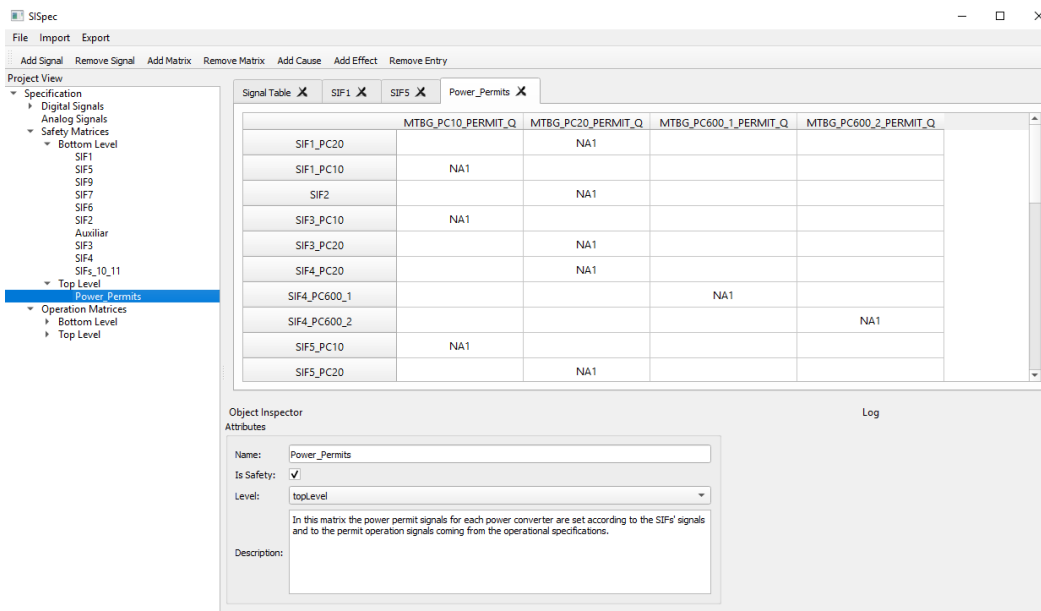 SISpec
File Import Export
Add Signal Remove Signal Add Matrix Remove Matrix Add Cause Add Effect Remove Entry
Project View
Specification
Digital Signals
Analog Signals
Safety Matrices
Bottom Level
SIF1
SIF5
SIF9
SIF7
SIF6
SIF2
Auxiliar
SIF3
SIF4
SIFs_10_11
Top Level
Power_Permits
Operation Matrices
Bottom Level
Top Level
Signal Table SIF1 SIF5 Power_Permits
MTBG_PC10_PERMIT_Q MTBG_PC20_PERMIT_Q MTBG_PC600_1_PERMIT_Q MTBG_PC600_2_PERMIT_Q
SIF1_PC20 NA1
SIF1_PC10 NA1
SIF2 NA1
SIF3_PC10 NA1
SIF3_PC20 NA1
SIF4_PC20 NA1
SIF4_PC600_1 NA1
SIF4_PC600_2 NA1
SIF5_PC10 NA1
SIF5_PC20 NA1
Object Inspector Log
Attributes
Name: Power_Permits
Is Safety:
Level: topLevel
Description: In this matrix the power permit signals for each power converter are set according to the SIFs' signals
and to the permit operation signals coming from the operational specifications.